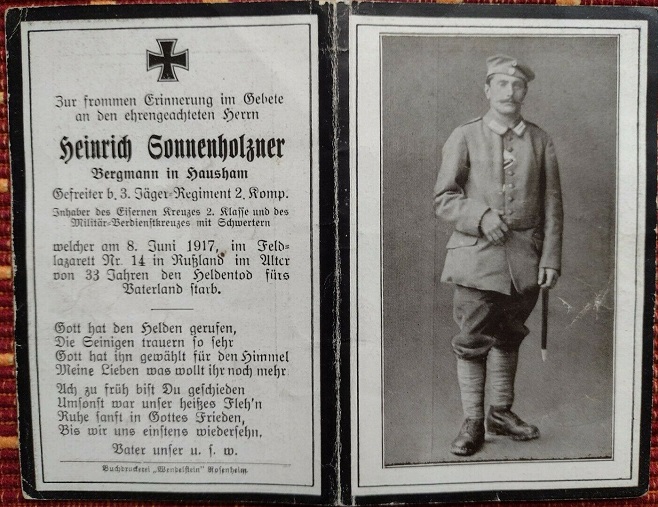 Zur frommen Erinnerung im Gebete
an den ehrengeachteten Herrn
Heinrich Sonnenholzner
Bergmann in Hausham
Gefreiter b. 3. Jäger-Regiment 2. Komp.
Inhaber des Eisernen Kreuzes 2. Klasse und des
Militär-Verdienstkreuzes mit Schwertern
welcher am 8. Juni 1917, im Feld-
lazarett Nr. 14 in Rußland im Alter
von 33 Jahren den Heldentod fürs
Vaterland starb.
Gott hat den Helden gerufen,
Die Seinigen trauern so sehr
Gott hat ihn gewählt für den Himmel
Meine Lieben was wollt ihr noch mehr
Ach zu früh bist Du geschieden
Umsonst war unser heißes Fleh'n
Ruhe sanft in Gottes Frieden,
Bis wir uns einstens wiedersehn.
Vater unser u. s. w.
Buchdruckerei „Wendelstein" Rosenheim.